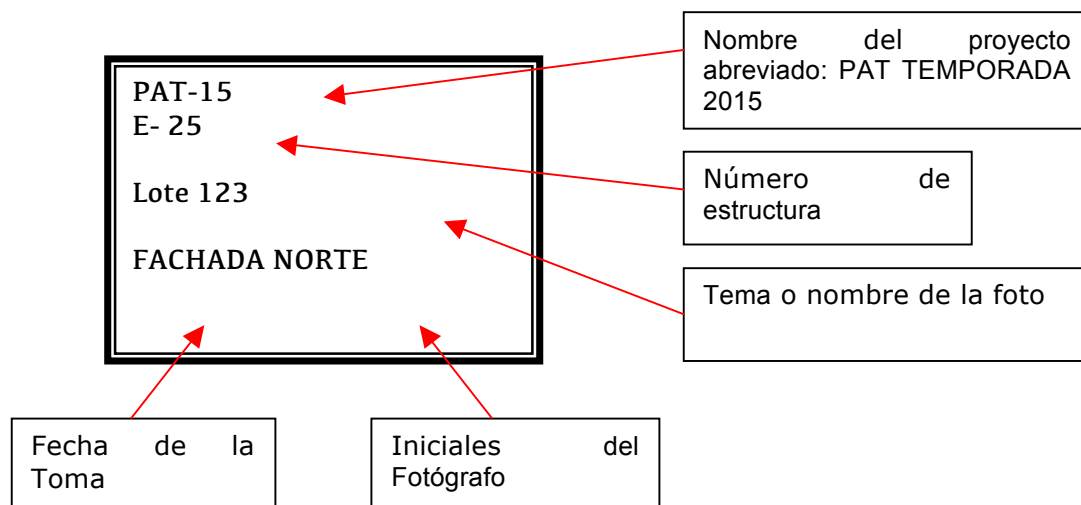 PAT-15
E- 25
Lote 123
FACHADA NORTE
Nombre del proyecto
abreviado: PAT TEMPORADA
2015
Número de
estructura
Tema o nombre de la foto
Fecha de la
Toma
Iniciales del
Fotógrafo